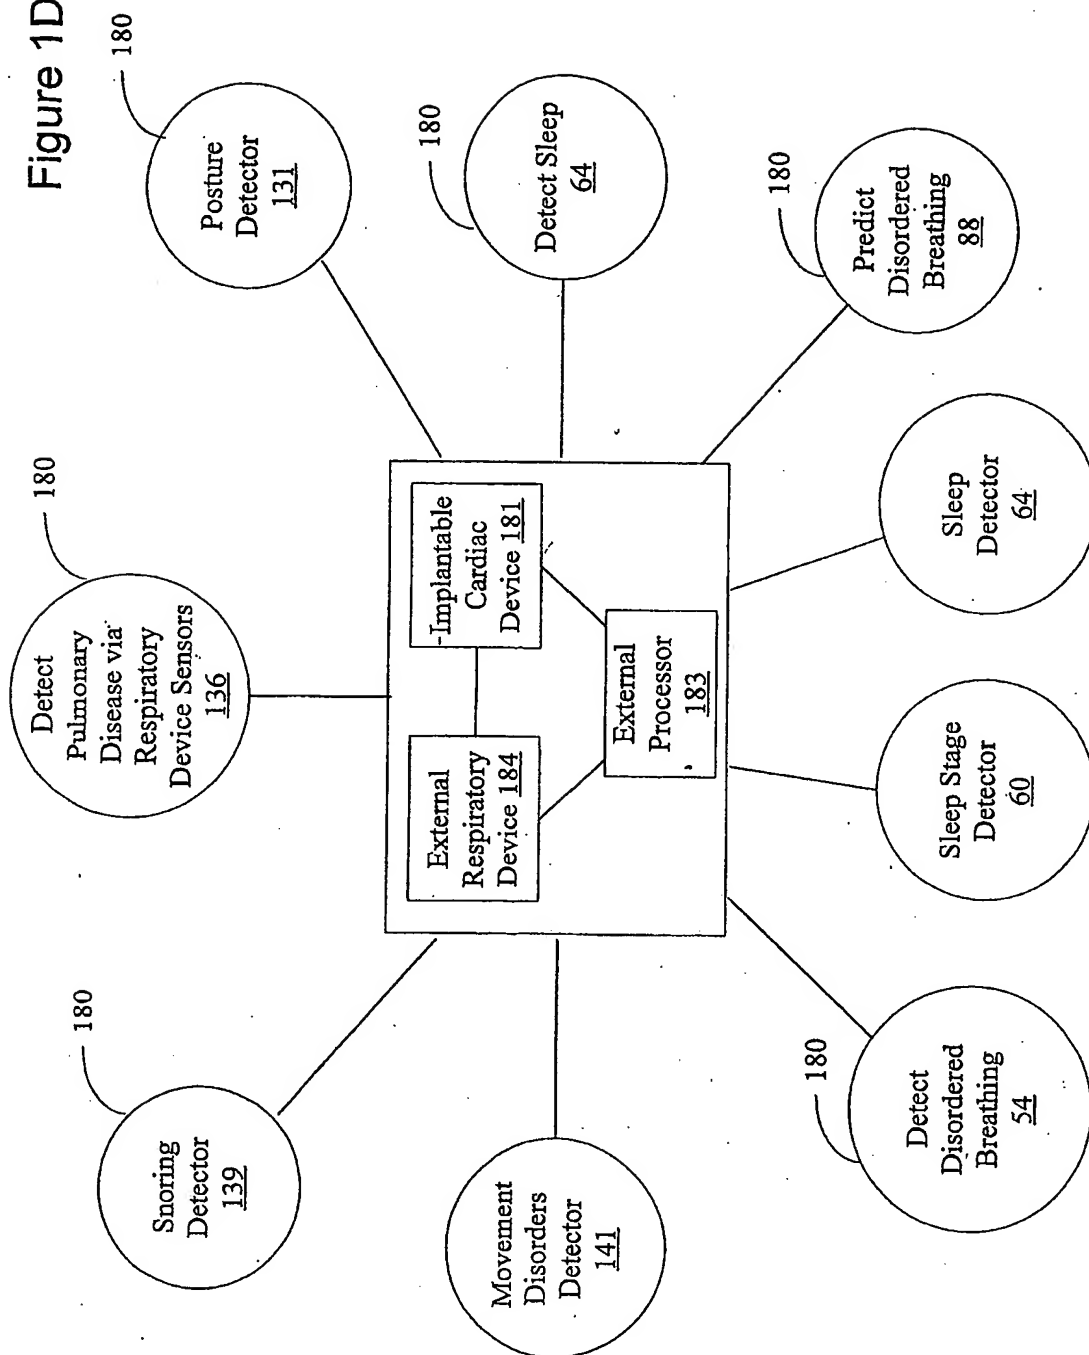 Figure 1D
180
Posture
Detector
131
180
Detect Sleep
64
180
Predict
Disordered
Breathing
88
180
Detect
Pulmonary
Disease via
Respiratory
Device Sensors
136
Implantable
Cardiac
Device 181
External
Respiratory
Device 184
External
Processor
183
Sleep
Detector
64
Sleep Stage
Detector
60
180
Snoring
Detector
139
Movement
Disorders
Detector
141
180
Detect
Disordered
Breathing
54